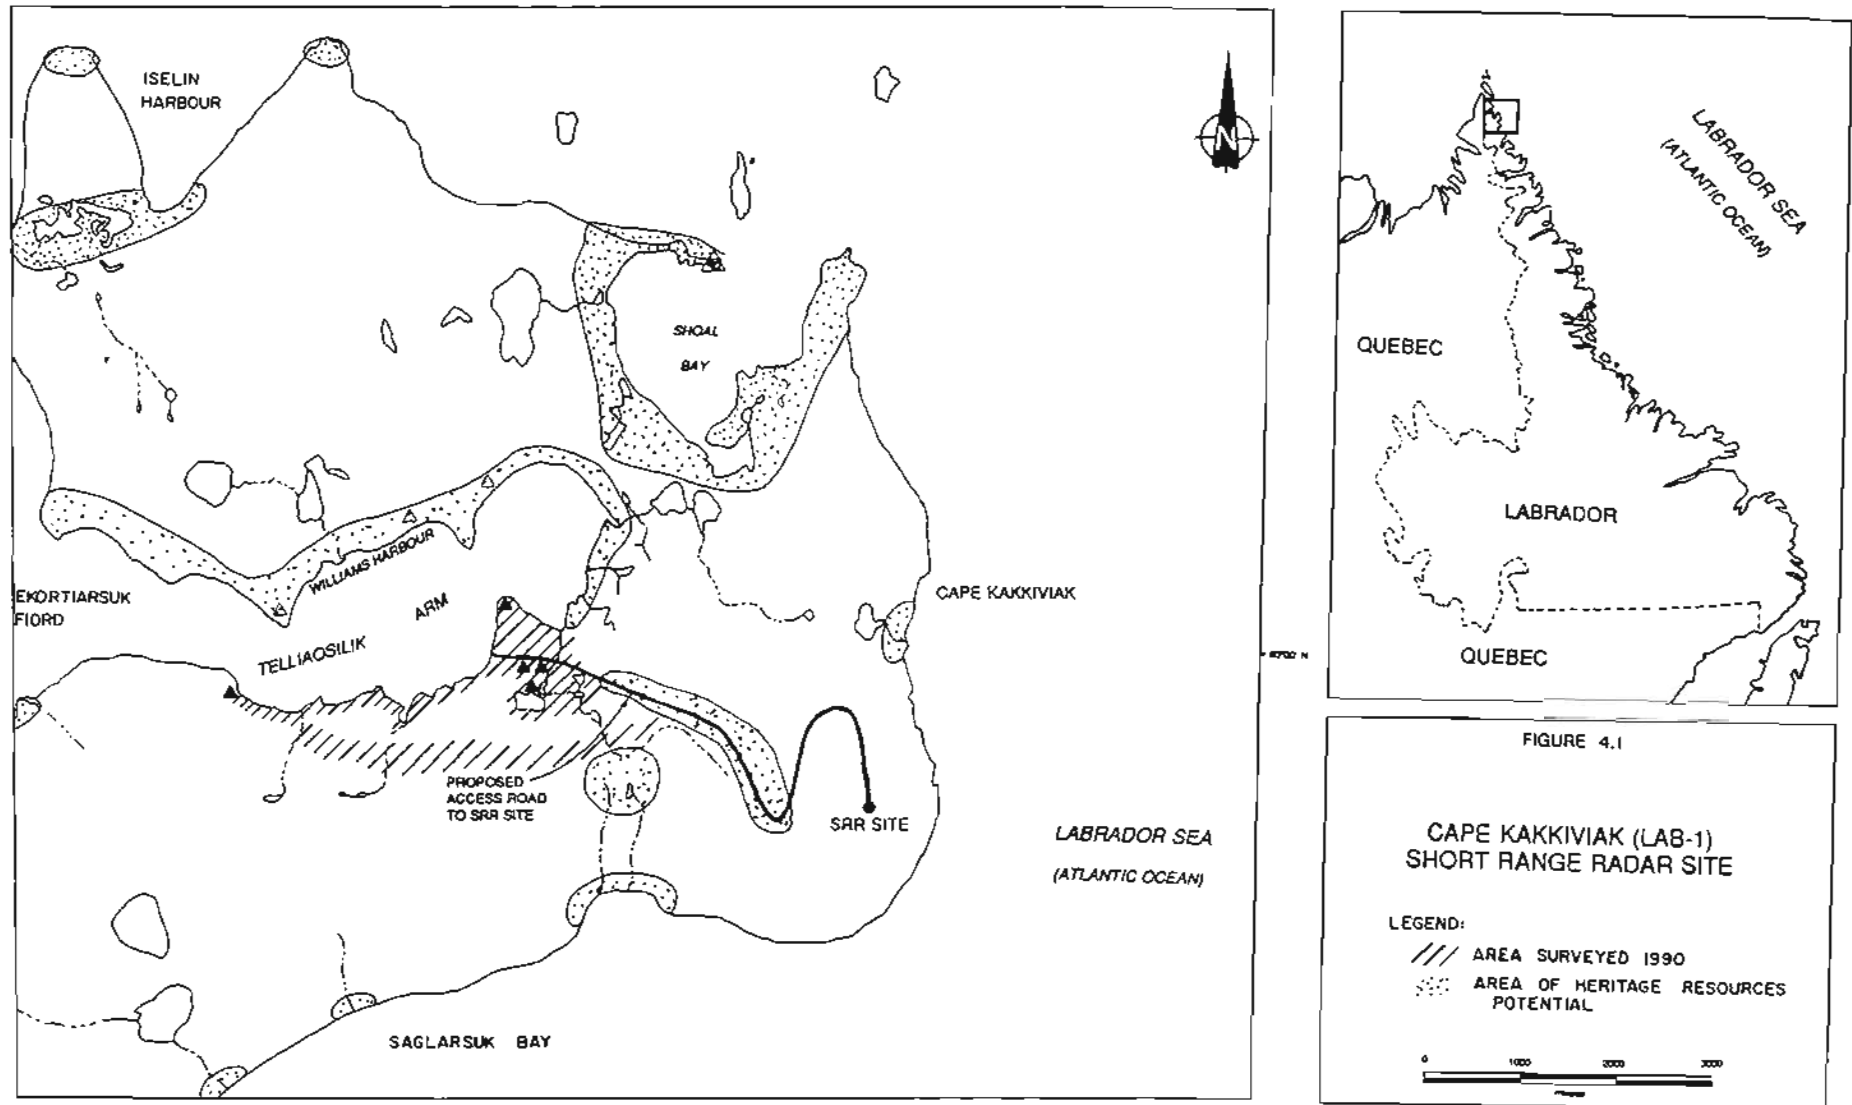 ISELIN
HARBOUR
N
SHOAL
BAY
WILLIAMS HARBOUR
EKORTIARSUK
FIORD
TELLIAOSILIK
ARM
CAPE KAKKIVIAK
PROPOSED
ACCESS ROAD
TO SRR SITE
SRR SITE
LABRADOR SEA
(ATLANTIC OCEAN)
SAGLARSUK BAY
LABRADOR SEA
(ATLANTIC OCEAN)
QUEBEC
LABRADOR
QUEBEC
FIGURE 4.1
CAPE KAKKIVIAK (LAB-1)
SHORT RANGE RADAR SITE
LEGEND:
AREA SURVEYED 1990
AREA OF HERITAGE RESOURCES
POTENTIAL
0 1000 2000 3000